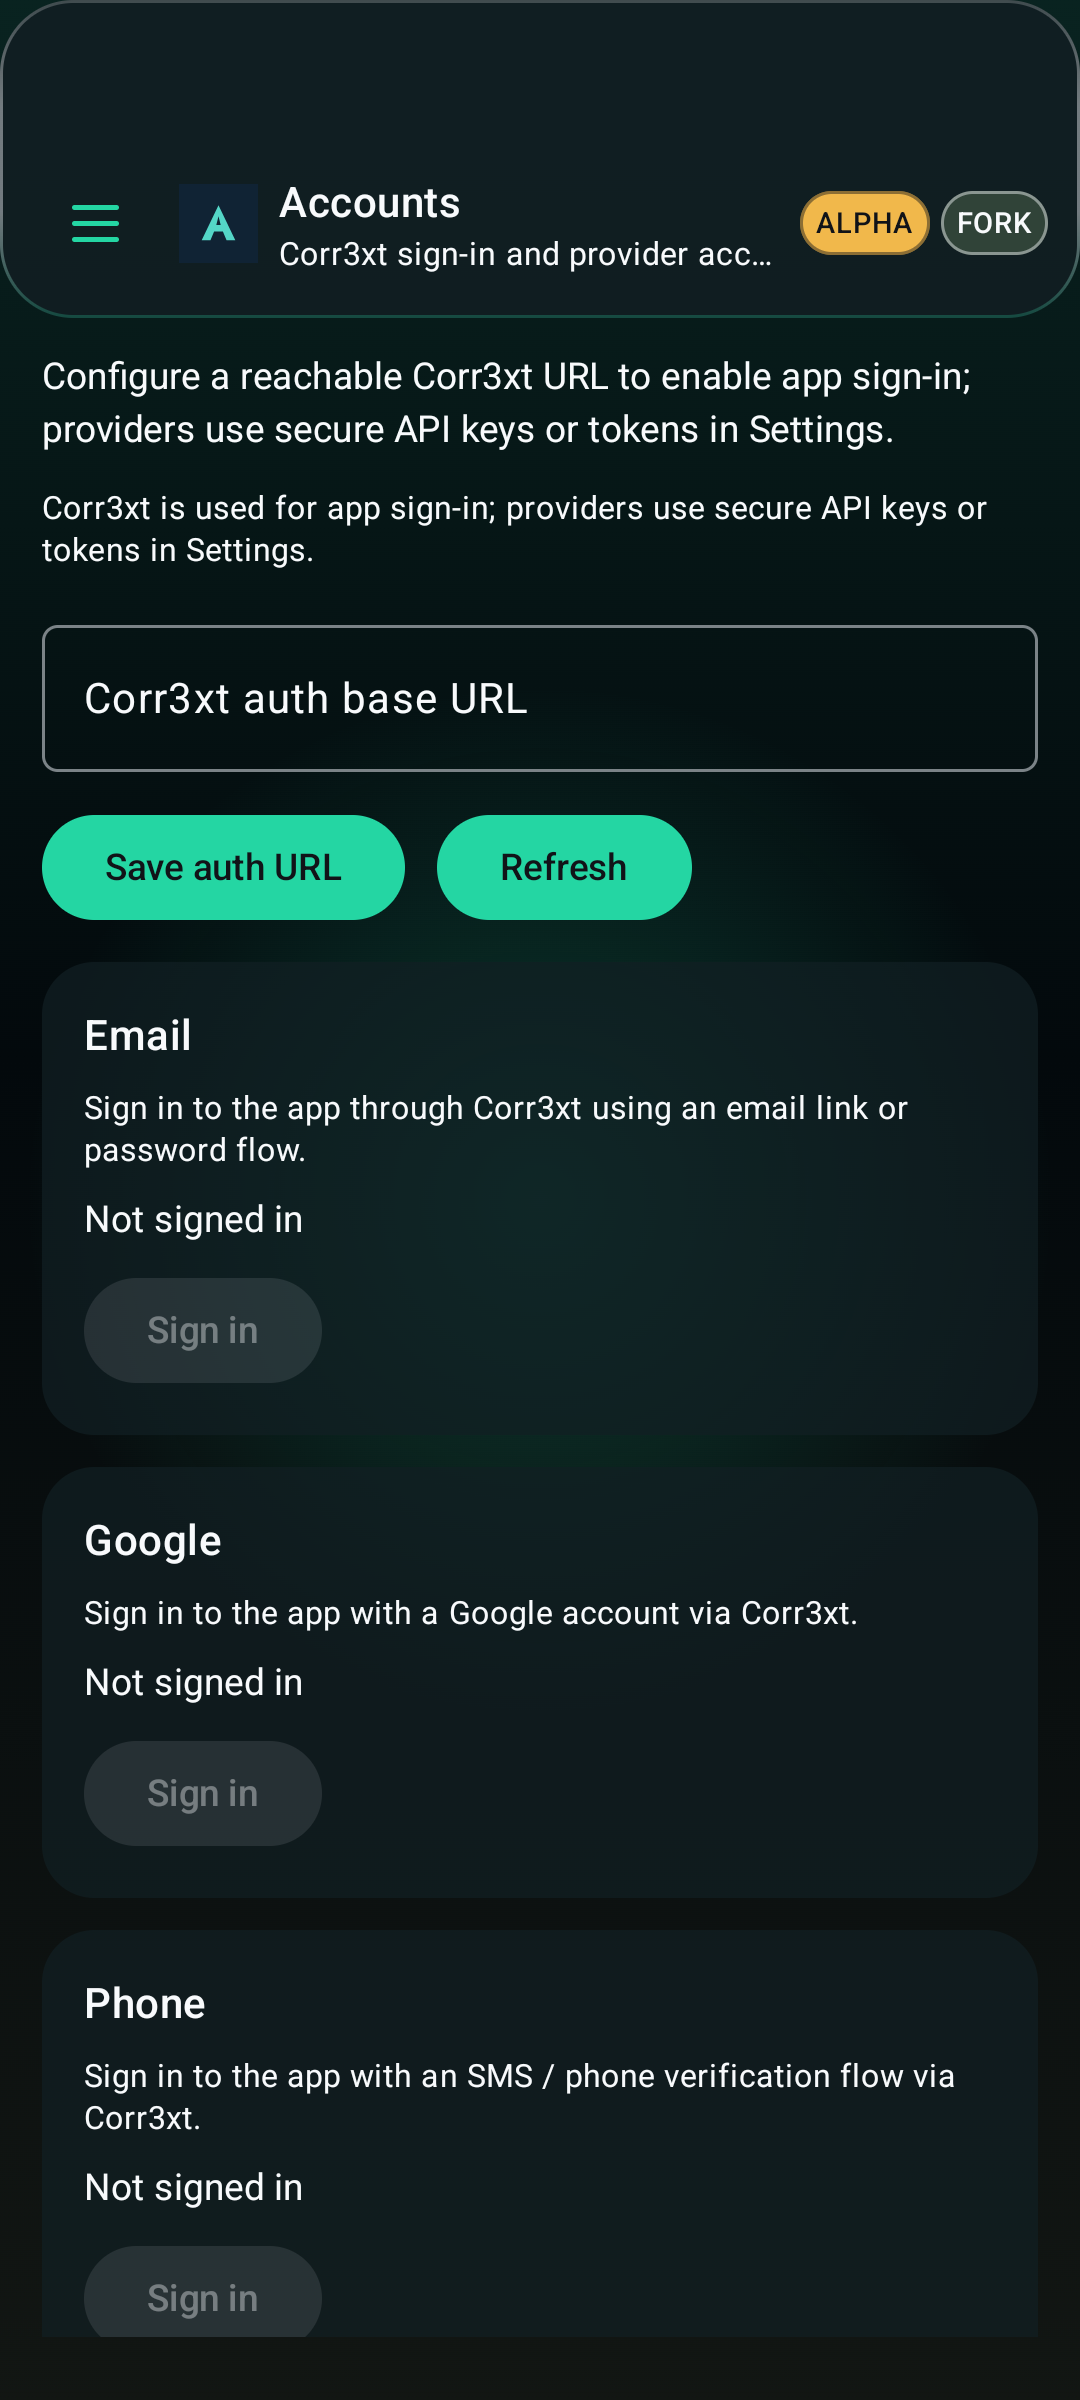 Accounts
Corr3xt sign-in and provider acc...
ALPHA
FORK
Configure a reachable Corr3xt URL to enable app sign-in;
providers use secure API keys or tokens in Settings.
Corr3xt is used for app sign-in; providers use secure API keys or
tokens in Settings.
Corr3xt auth base URL
Save auth URL
Refresh
Email
Sign in to the app through Corr3xt using an email link or
password flow.
Not signed in
Sign in
Google
Sign in to the app with a Google account via Corr3xt.
Not signed in
Sign in
Phone
Sign in to the app with an SMS / phone verification flow via
Corr3xt.
Not signed in
Sign in